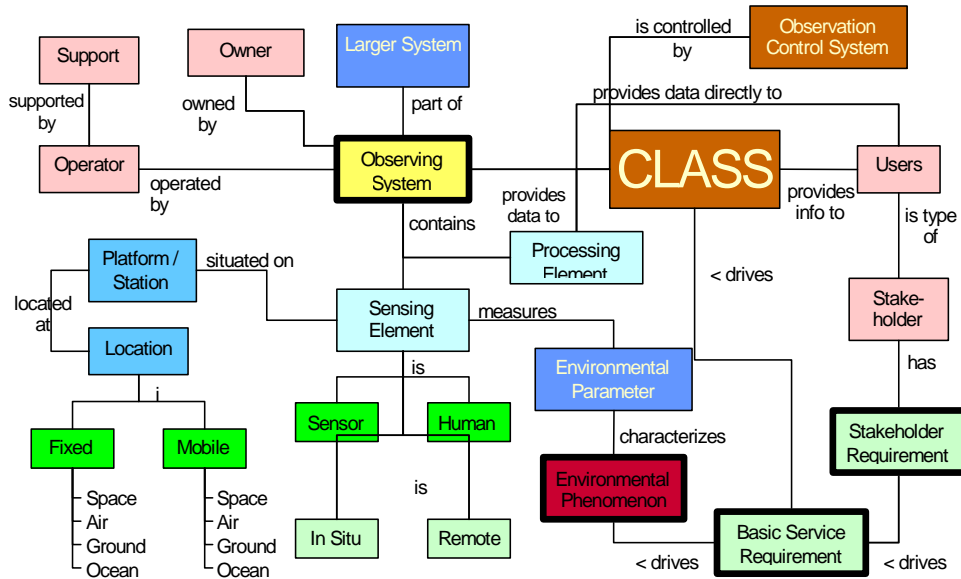 Support
Owner
Larger System
is controlled
by
Observation
Control System
supported
by
owned
by
part of
provides data directly to
Operator
operated
by
Observing
System
CLASS
Users
provides
data to
provides
info to
contains
is type
of
Platform /
Station
situated on
Processing
Element
< drives
located
at
Sensing
Element
measures
Stake-
holder
Location
is
Environmental
Parameter
has
i
Sensor
Human
Fixed
Mobile
characterizes
Stakeholder
Requirement
Space
Air
Ground
Ocean
Space
Air
Ground
Ocean
is
Environmental
Phenomenon
In Situ
Remote
Basic Service
Requirement
< drives
< drives